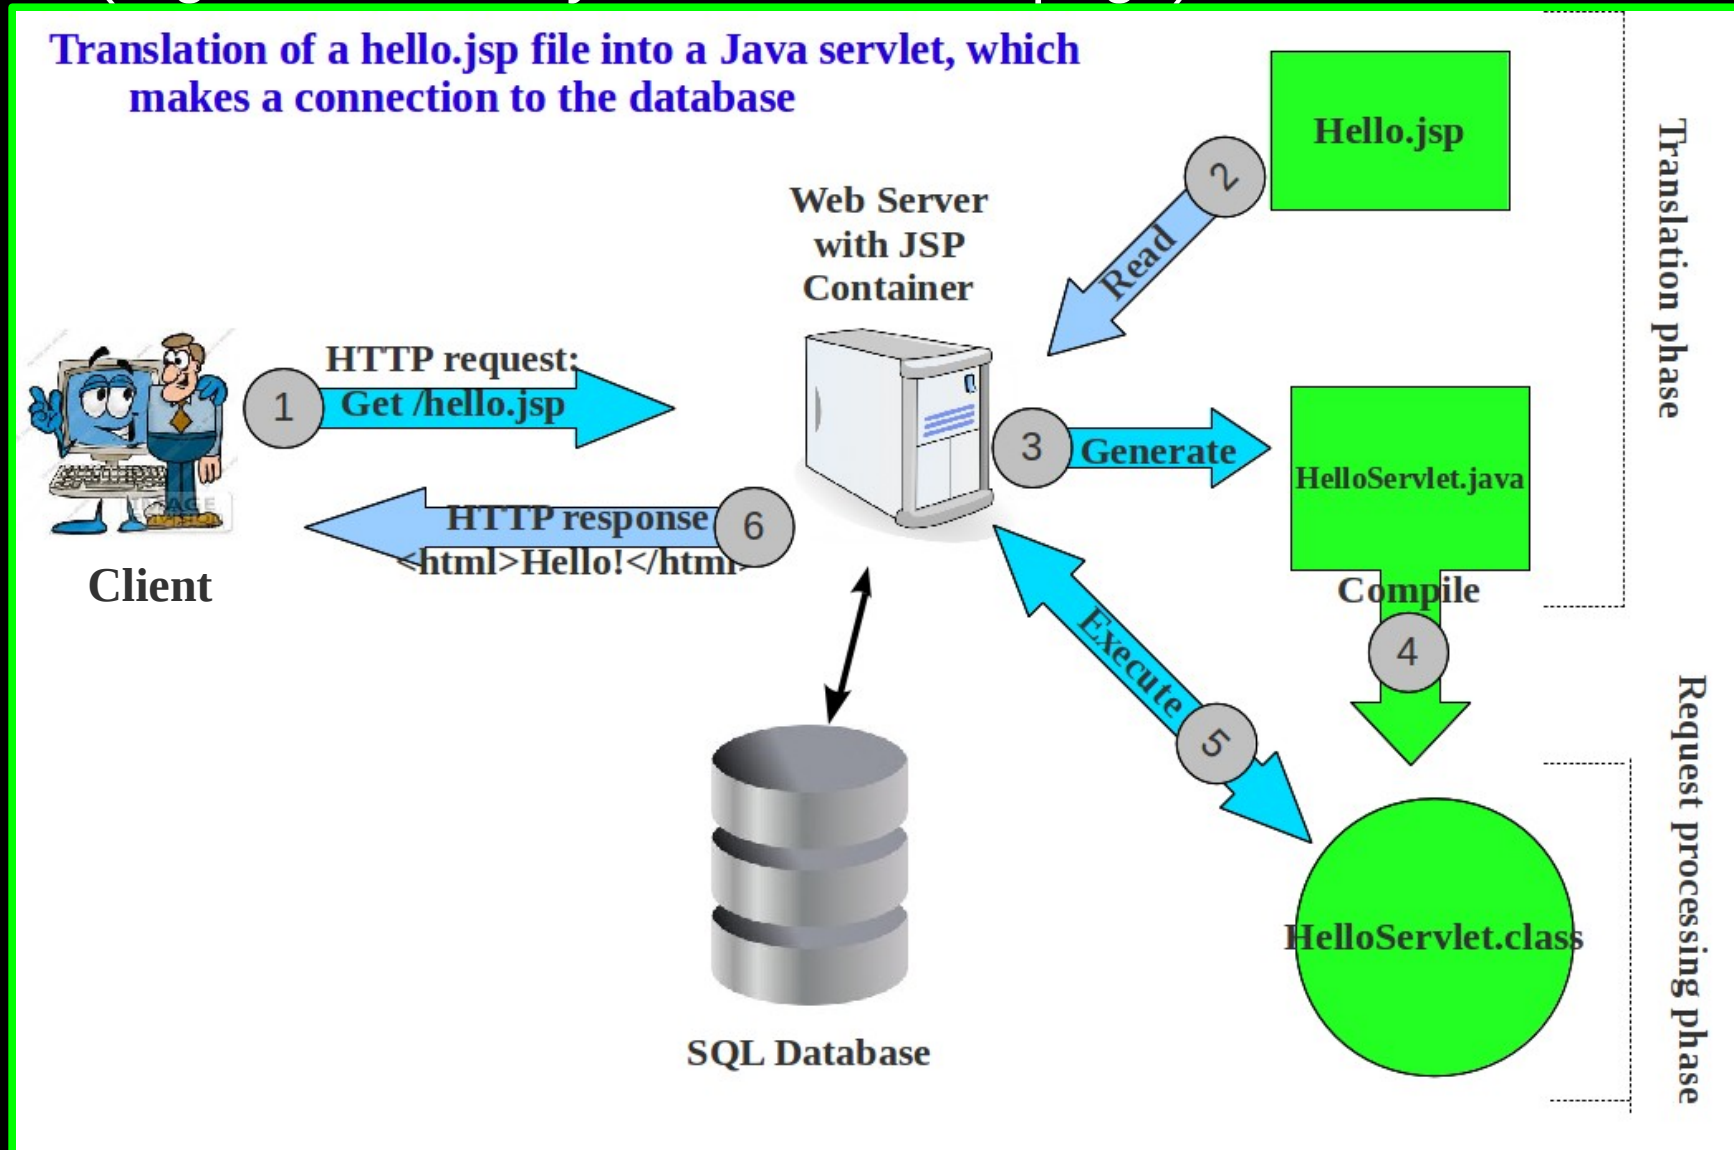 Translation of a hello.jsp file into a Java servlet, which
makes a connection to the database
Hello.jsp
2
Read
Web Server
with JSP
Container
Translation phase
HTTP request:
1
Get /hello.jsp
3
Generate
HelloServlet.java
HTTP response
6
<html>Hello!</html>
Client
Compile
4
Execute
5
Request processing phase
HelloServlet.class
SQL Database